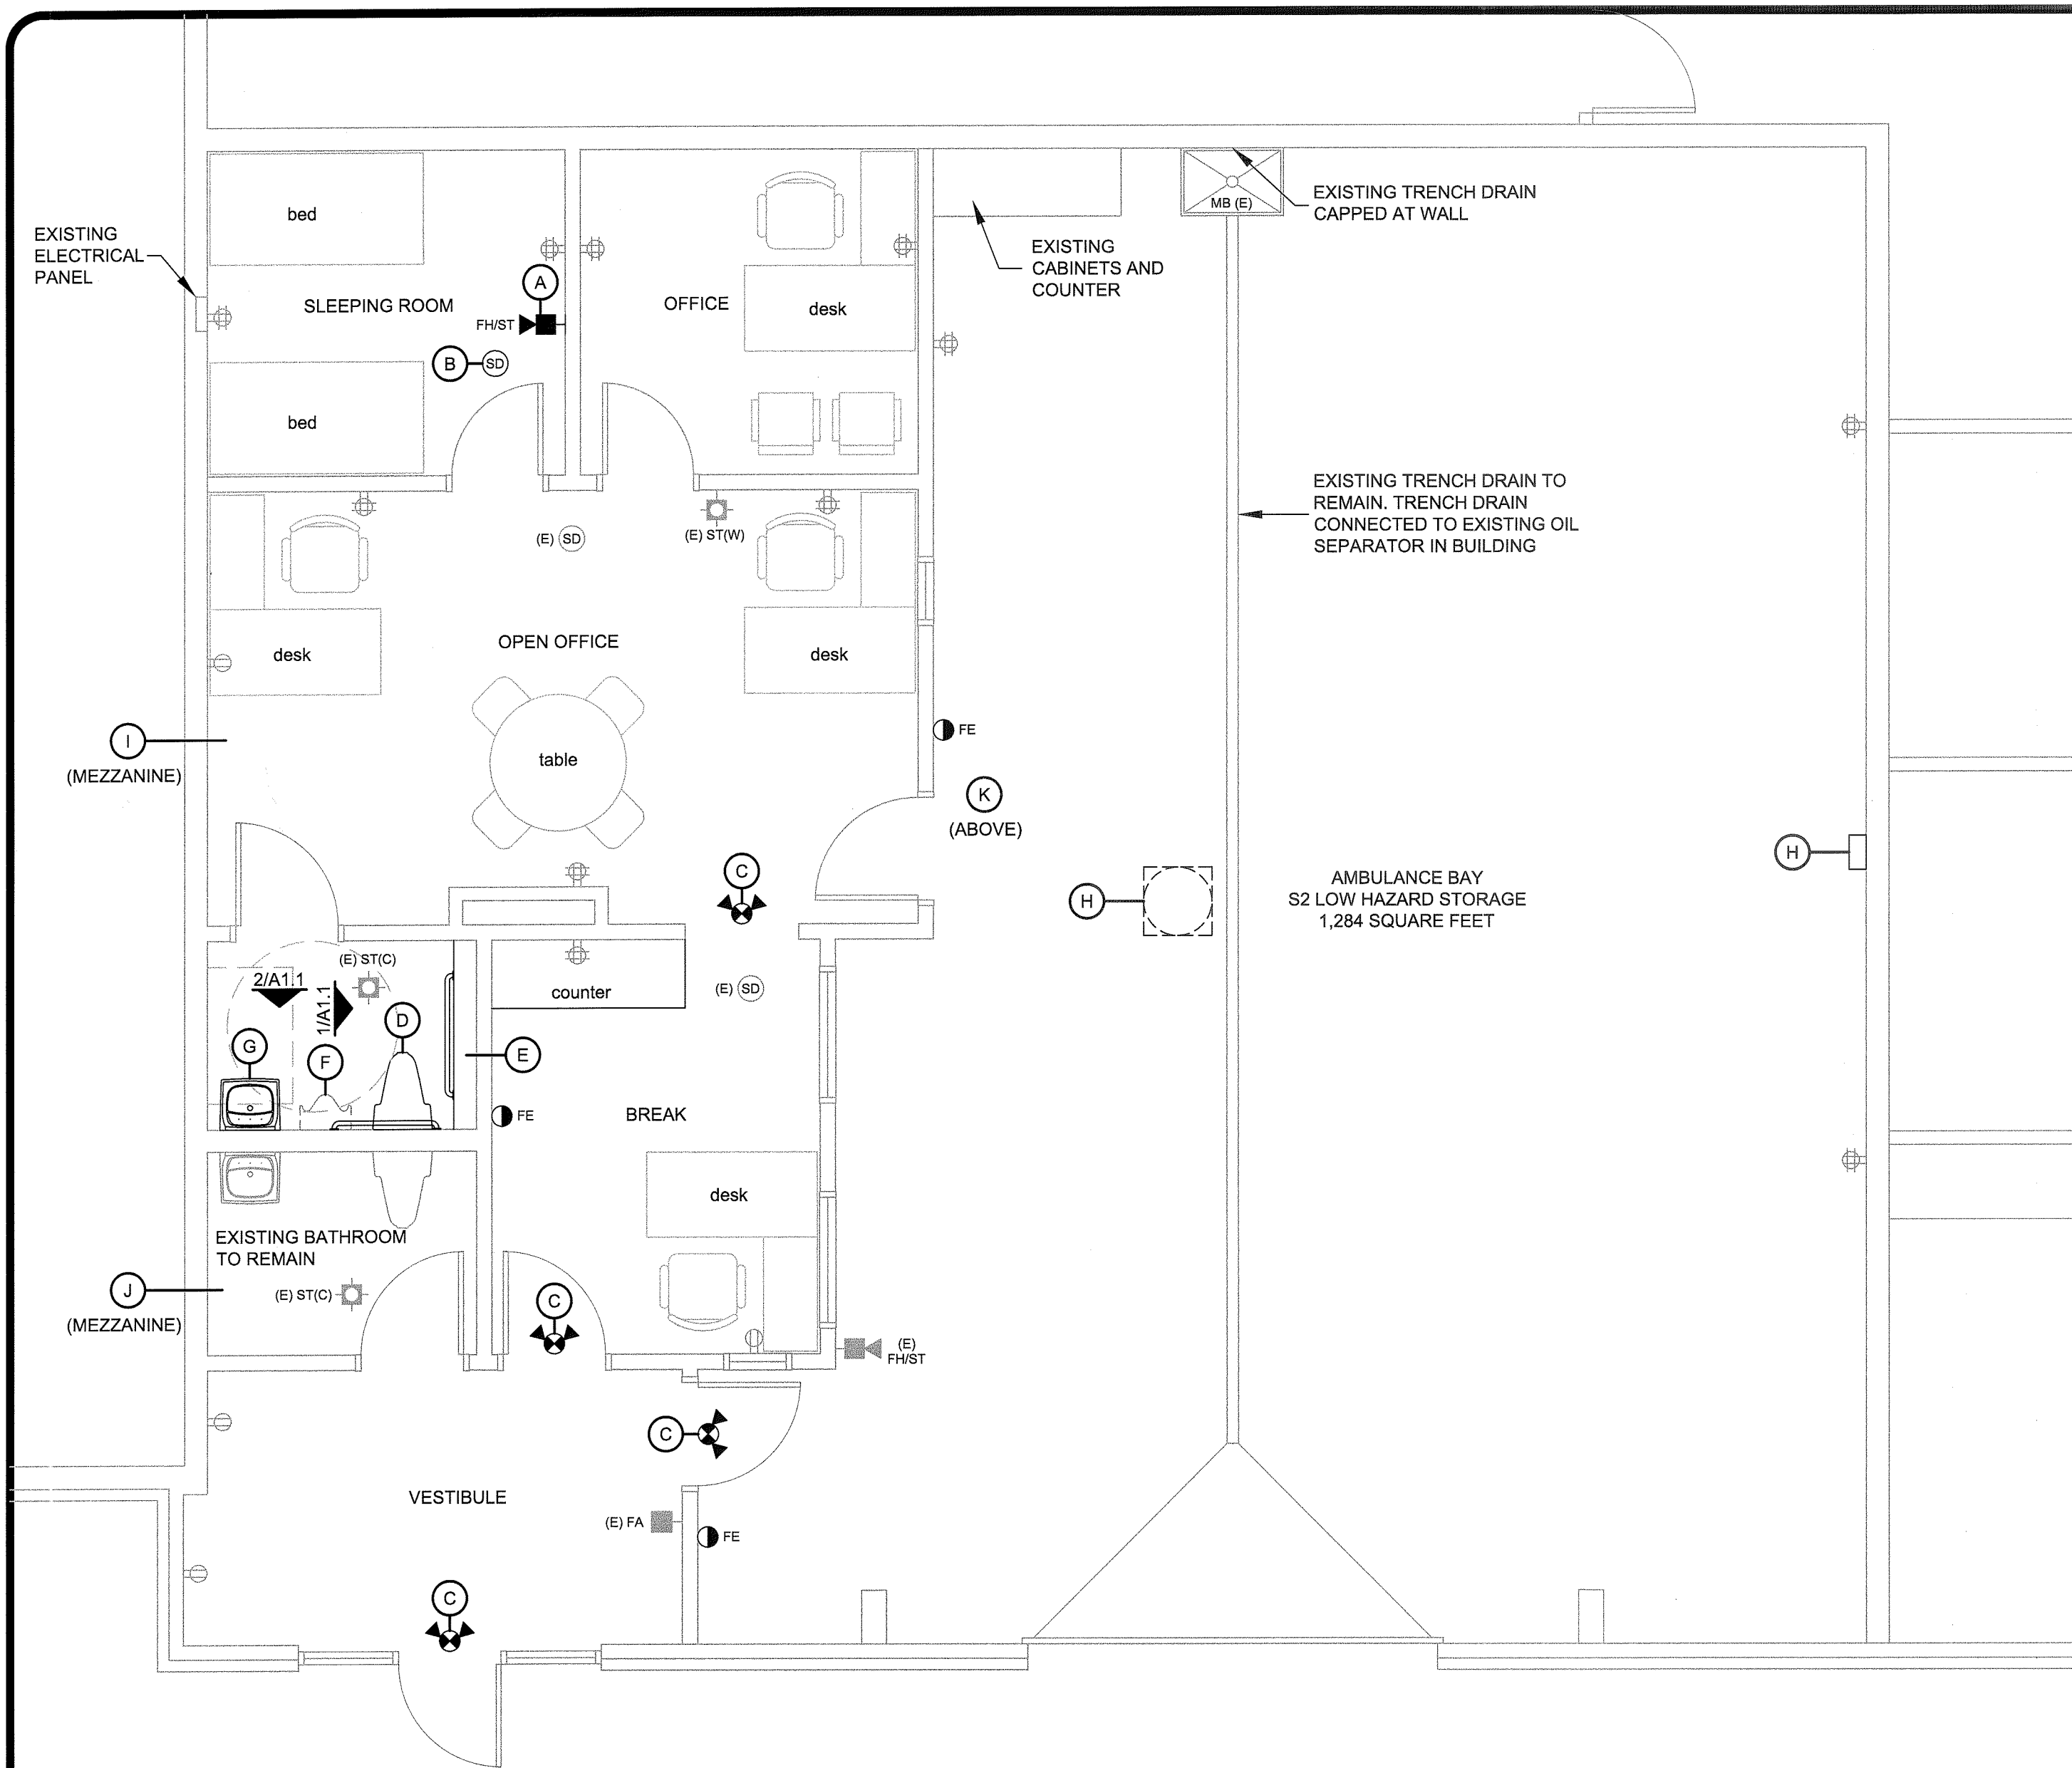 EXISTING
ELECTRICAL
PANEL
bed
SLEEPING ROOM
A
FH/ST
B
SD
bed
OFFICE
desk
EXISTING
CABINETS AND
COUNTER
MB (E)
EXISTING TRENCH DRAIN
CAPPED AT WALL
EXISTING TRENCH DRAIN TO
REMAIN. TRENCH DRAIN
CONNECTED TO EXISTING OIL
SEPARATOR IN BUILDING
(E) SD
(E) ST(W)
OPEN OFFICE
desk
desk
table
I
(MEZZANINE)
FE
K
(ABOVE)
C
H
H
AMBULANCE BAY
S2 LOW HAZARD STORAGE
1,284 SQUARE FEET
(E) ST(C)
2/A1.1
1/A1.1
D
G
F
E
counter
(E) SD
FE
BREAK
desk
EXISTING BATHROOM
TO REMAIN
J
(MEZZANINE)
(E) ST(C)
C
(E)
FH/ST
C
VESTIBULE
(E) FA
FE
C